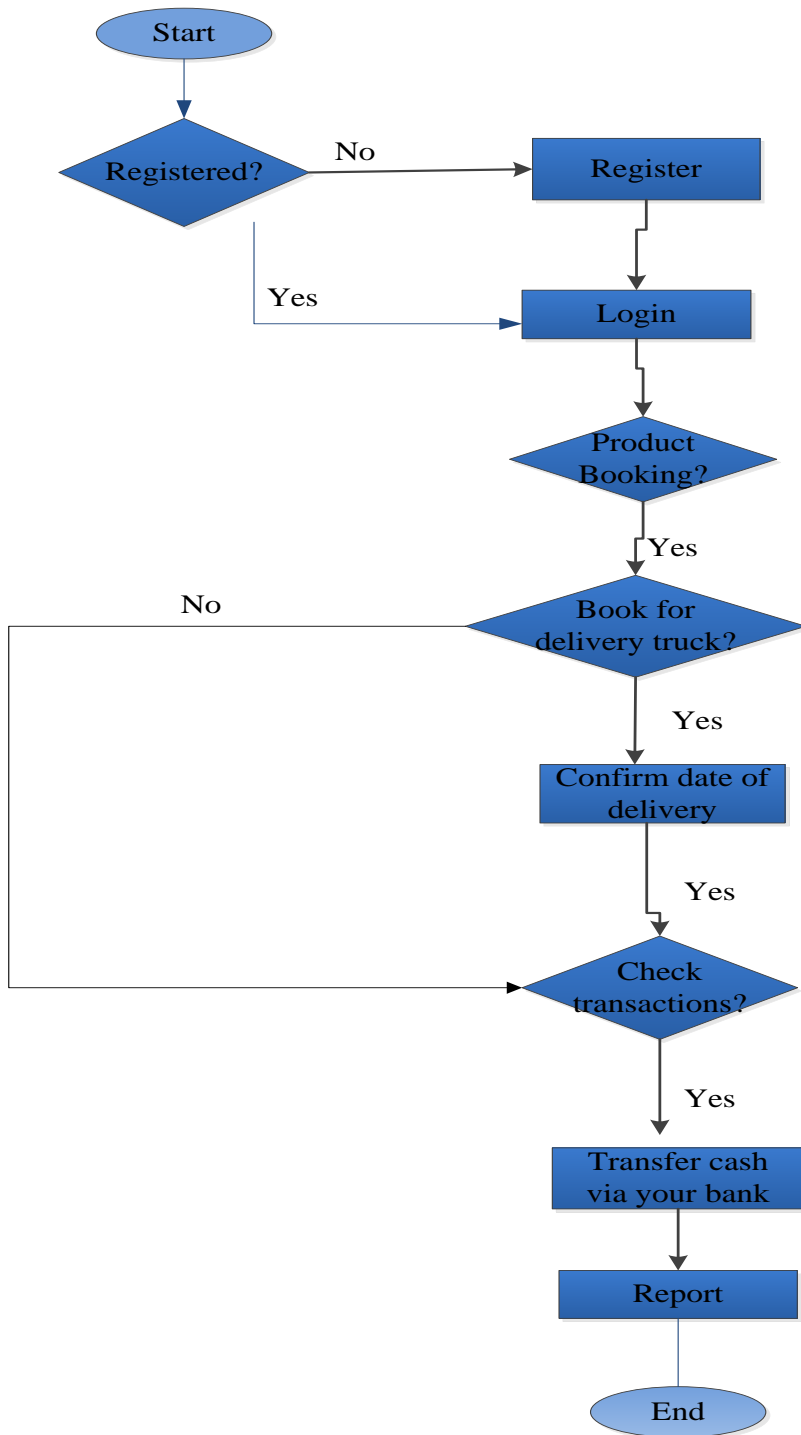 Start
Registered?
No
Register
Yes
Login
Product
Booking?
Yes
No
Book for
delivery truck?
Yes
Confirm date of
delivery
Yes
Check
transactions?
Yes
Transfer cash
via your bank
Report
End